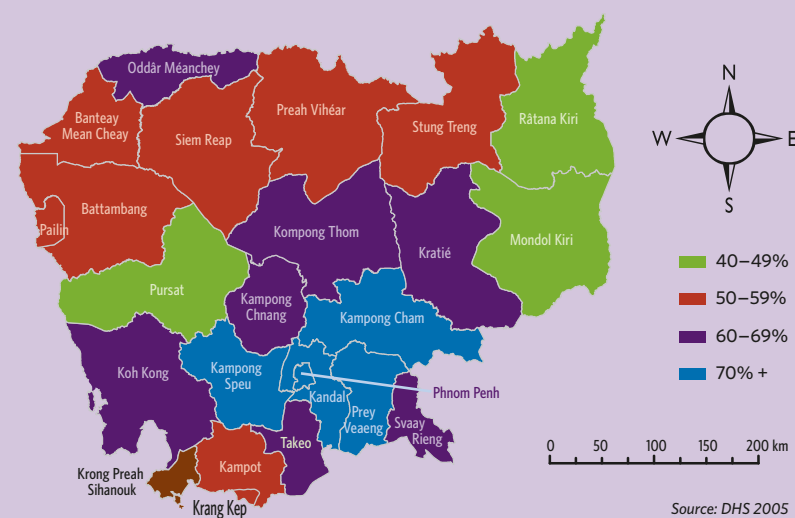 Oddâr Méanchey
Banteay
Mean Cheay
Siem Reap
Preah Vihéar
Stung Treng
Râtana Kiri
Battambang
Pailin
Pursat
Kompong Thom
Kratié
Mondol Kiri
Kampong
Chnang
Kampong Cham
Koh Kong
Kampong
Speu
Kandal
Prey
Veaeng
Phnom Penh
Svaay
Rieng
Takeo
Kampot
Krong Preah
Sihanouk
Krang Kep
N
W E
S
40–49%
50–59%
60–69%
70% +
0 50 100 150 200 km
Source: DHS 2005